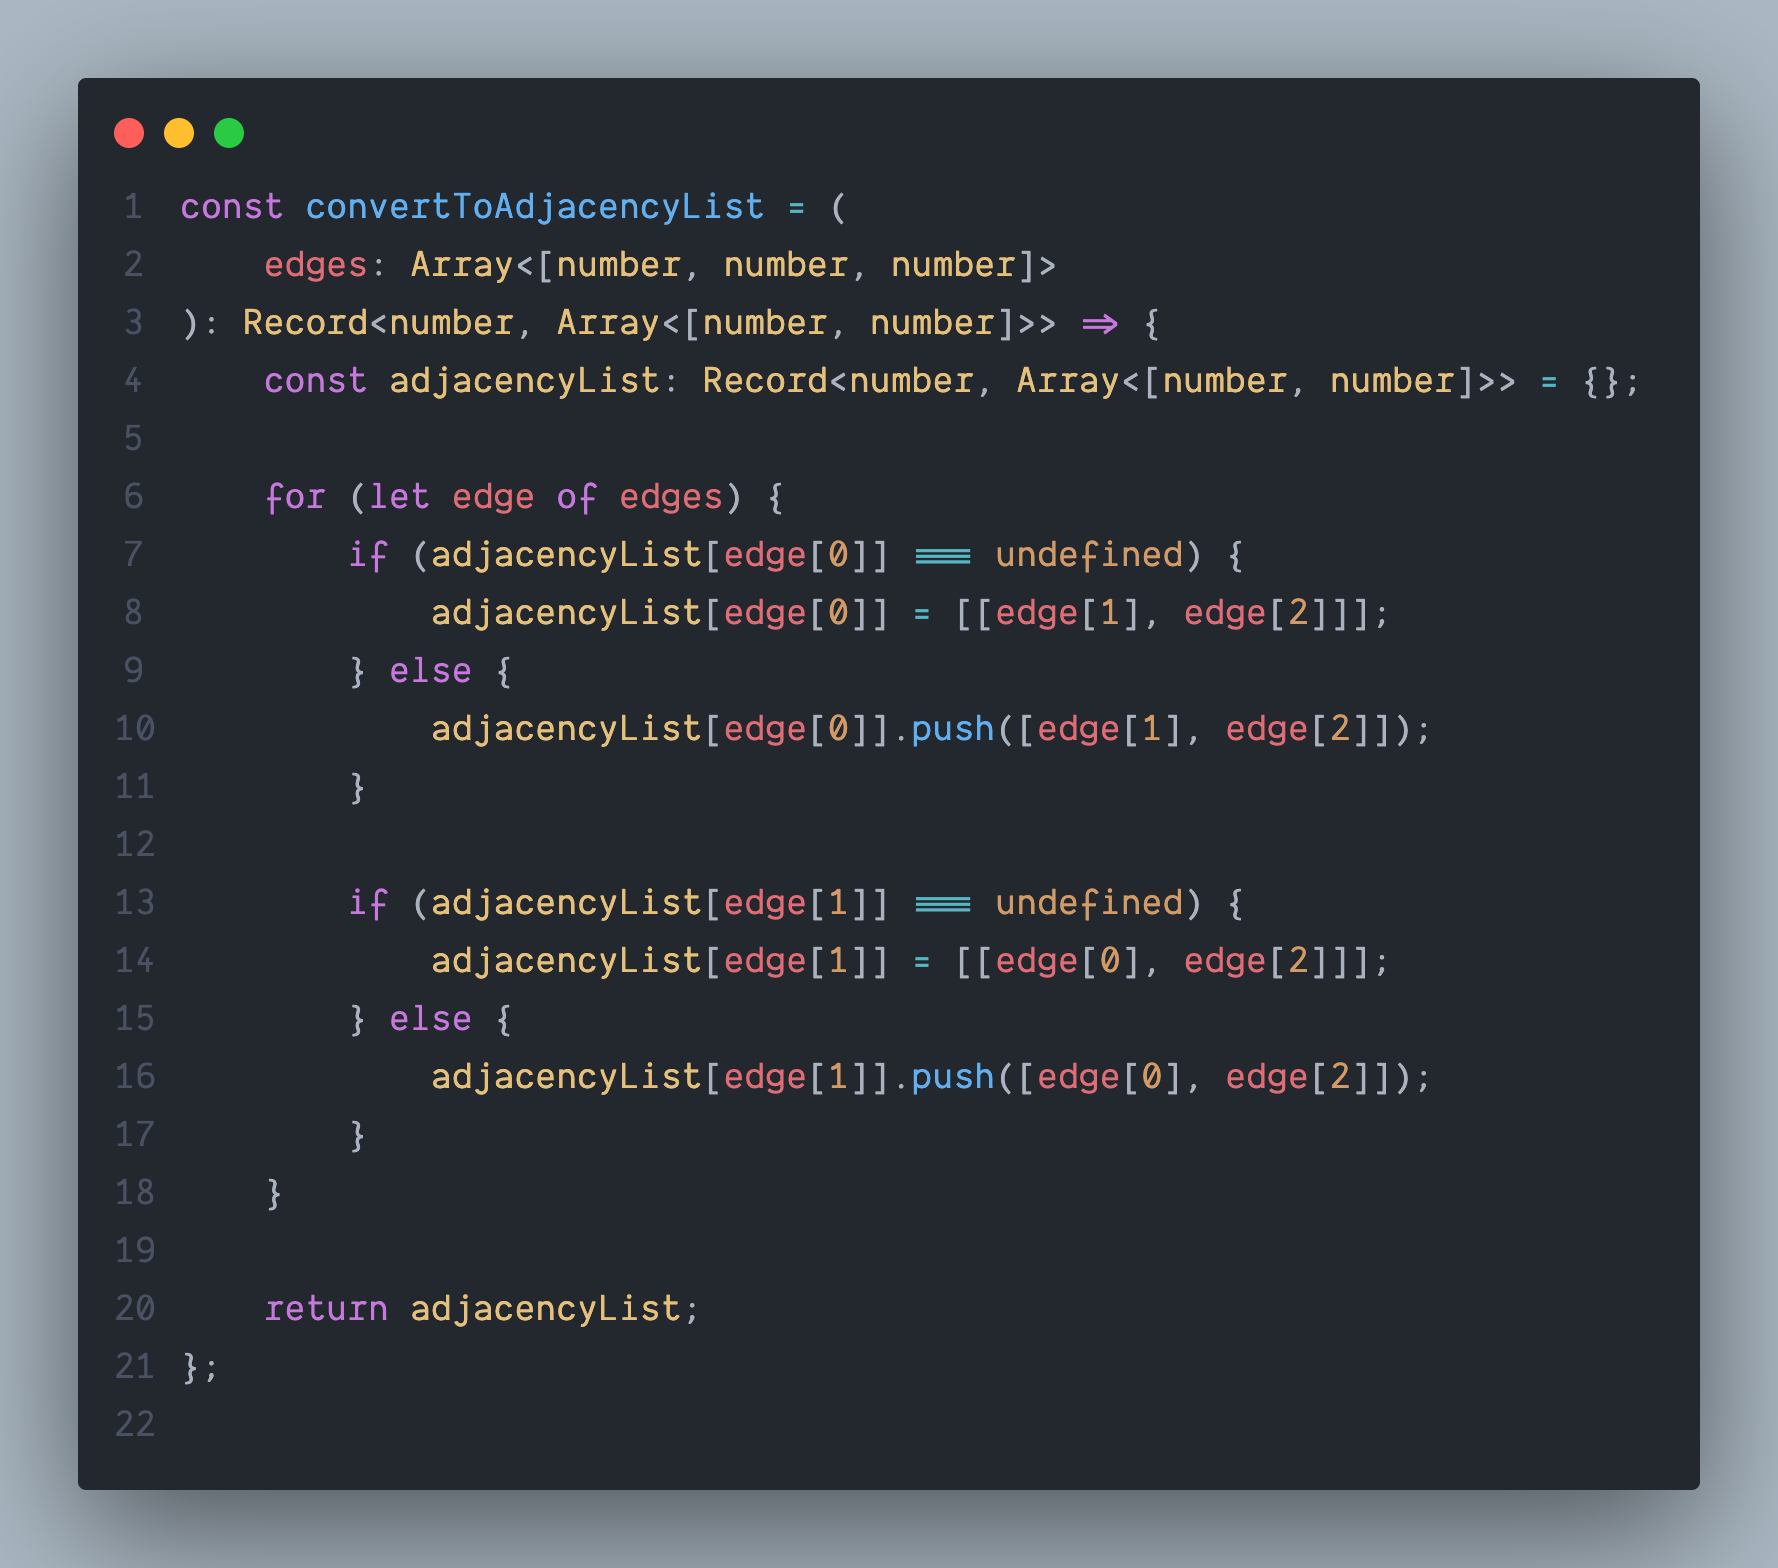 1 const convertToAdjacencyList = (
2     edges: Array<[number, number, number]>
3 ): Record<number, Array<[number, number]>> => {
4     const adjacencyList: Record<number, Array<[number, number]>> = {};
5
6     for (let edge of edges) {
7         if (adjacencyList[edge[0]] === undefined) {
8             adjacencyList[edge[0]] = [[edge[1], edge[2]]];
9         } else {
10             adjacencyList[edge[0]].push([edge[1], edge[2]]);
11         }
12
13         if (adjacencyList[edge[1]] === undefined) {
14             adjacencyList[edge[1]] = [[edge[0], edge[2]]];
15         } else {
16             adjacencyList[edge[1]].push([edge[0], edge[2]]);
17         }
18     }
19
20     return adjacencyList;
21 };
22